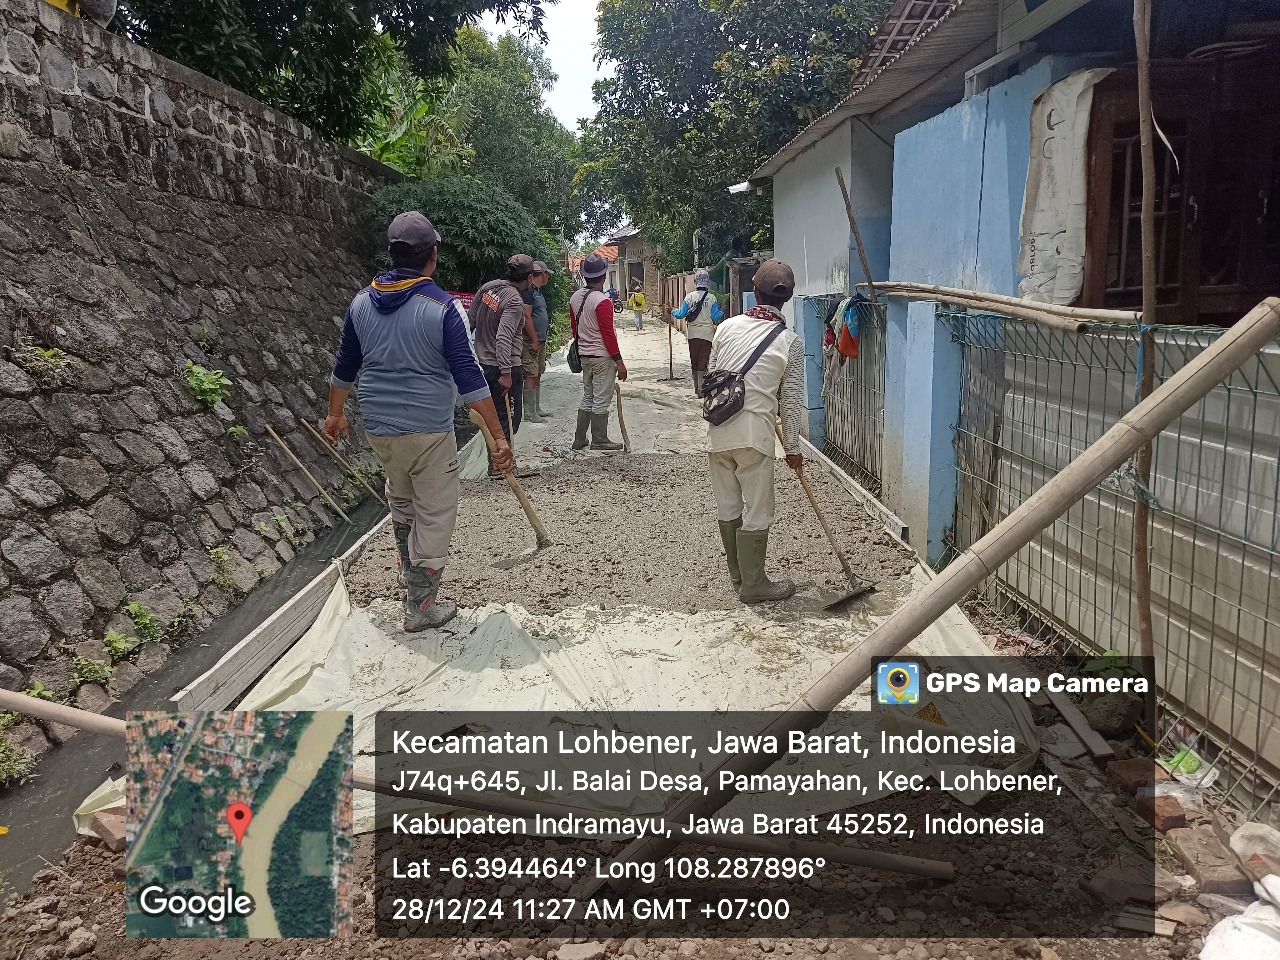 GPS Map Camera
Kecamatan Lohbener, Jawa Barat, Indonesia
J74q+645, Jl. Balai Desa, Pamayahan, Kec. Lohbener,
Kabupaten Indramayu, Jawa Barat 45252, Indonesia
Lat -6.394464° Long 108.287896°
28/12/24 11:27 AM GMT +07:00
Google